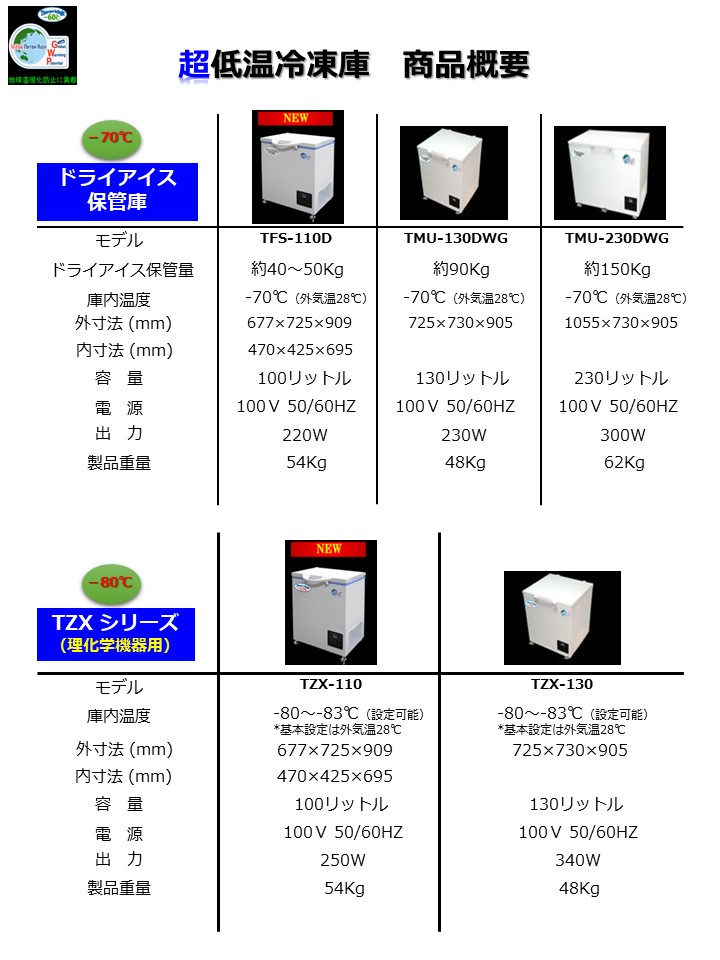 Thermo Magic
-60℃
Global
Warming
Potential
地球温暖化防止に貢献
超低温冷凍庫　商品概要
－70℃
ドライアイス
保管庫
NEW
モデル TFS-110D TMU-130DWG TMU-230DWG
ドライアイス保管量 約40～50Kg 約90Kg 約150Kg
庫内温度 -70℃（外気温28℃） -70℃（外気温28℃） -70℃（外気温28℃）
外寸法 (mm) 677×725×909 725×730×905 1055×730×905
内寸法 (mm) 470×425×695
容　量 100リットル 130リットル 230リットル
電　源 100Ｖ 50/60HZ 100Ｖ 50/60HZ 100Ｖ 50/60HZ
出　力 220W 230W 300W
製品重量 54Kg 48Kg 62Kg
－80℃
TZX シリーズ
（理化学機器用）
NEW
モデル TZX-110 TZX-130
庫内温度 -80～-83℃（設定可能） -80～-83℃（設定可能）
*基本設定は外気温28℃ *基本設定は外気温28℃
外寸法 (mm) 677×725×909 725×730×905
内寸法 (mm) 470×425×695
容　量 100リットル 130リットル
電　源 100Ｖ 50/60HZ 100Ｖ 50/60HZ
出　力 250W 340W
製品重量 54Kg 48Kg